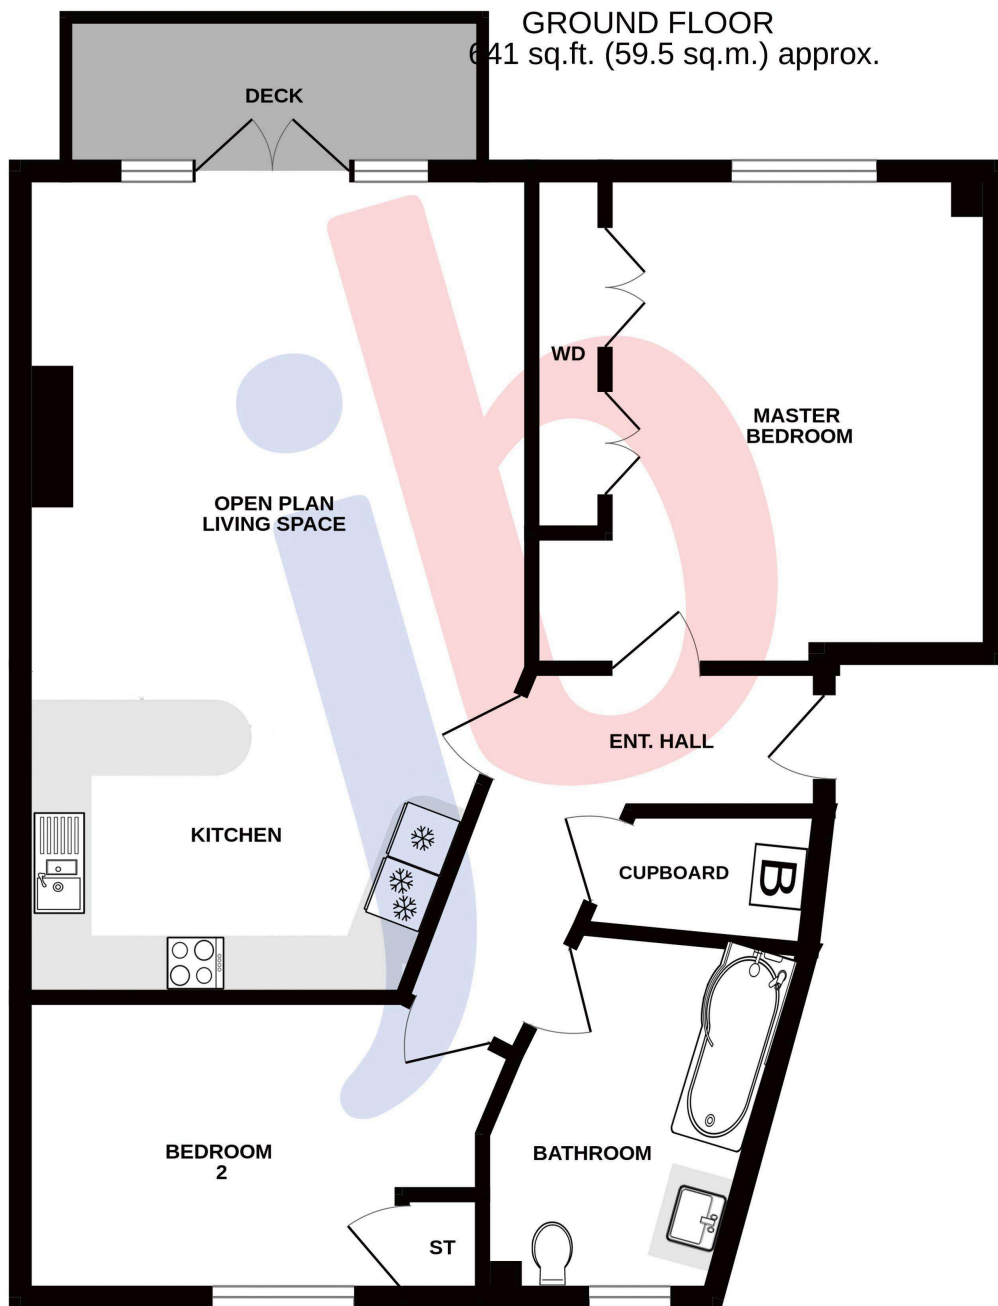 GROUND FLOOR
641 sq.ft. (59.5 sq.m.) approx.
DECK
WD
MASTER
BEDROOM
OPEN PLAN
LIVING SPACE
ENT. HALL
KITCHEN
CUPBOARD
B
BEDROOM
2
BATHROOM
ST
jb